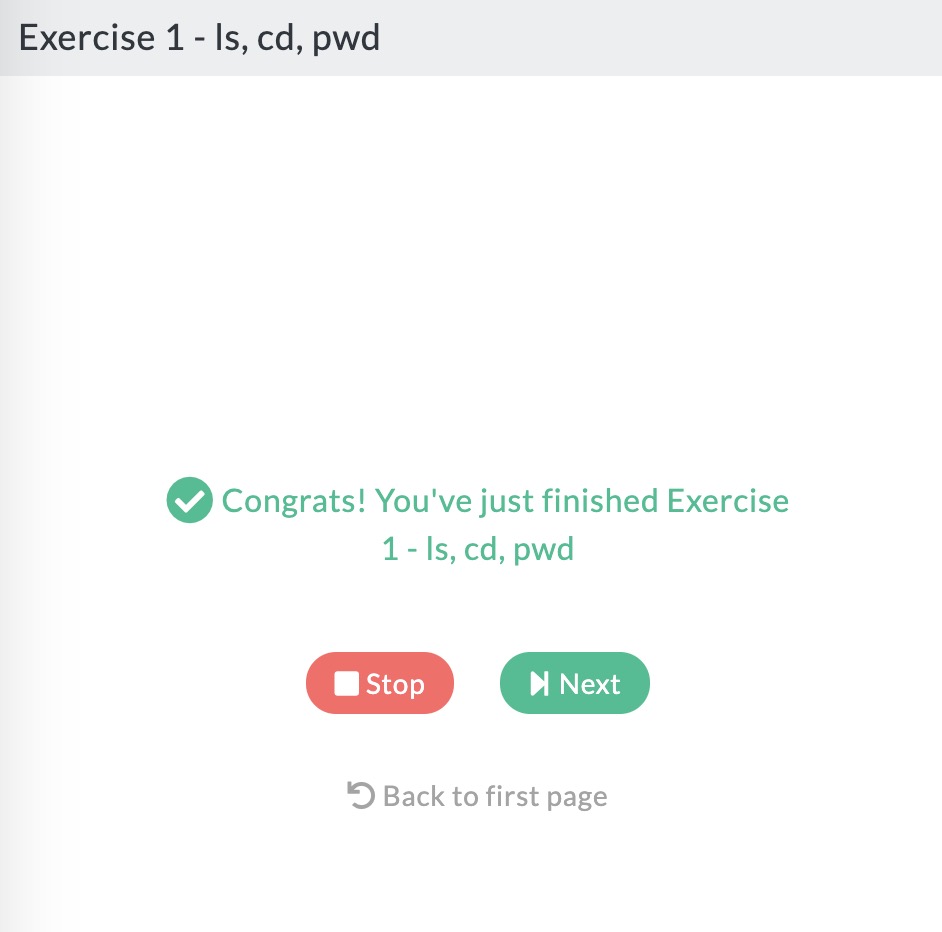 Exercise 1 - ls, cd, pwd
Congrats! You've just finished Exercise
1 - ls, cd, pwd
Stop
Next
Back to first page